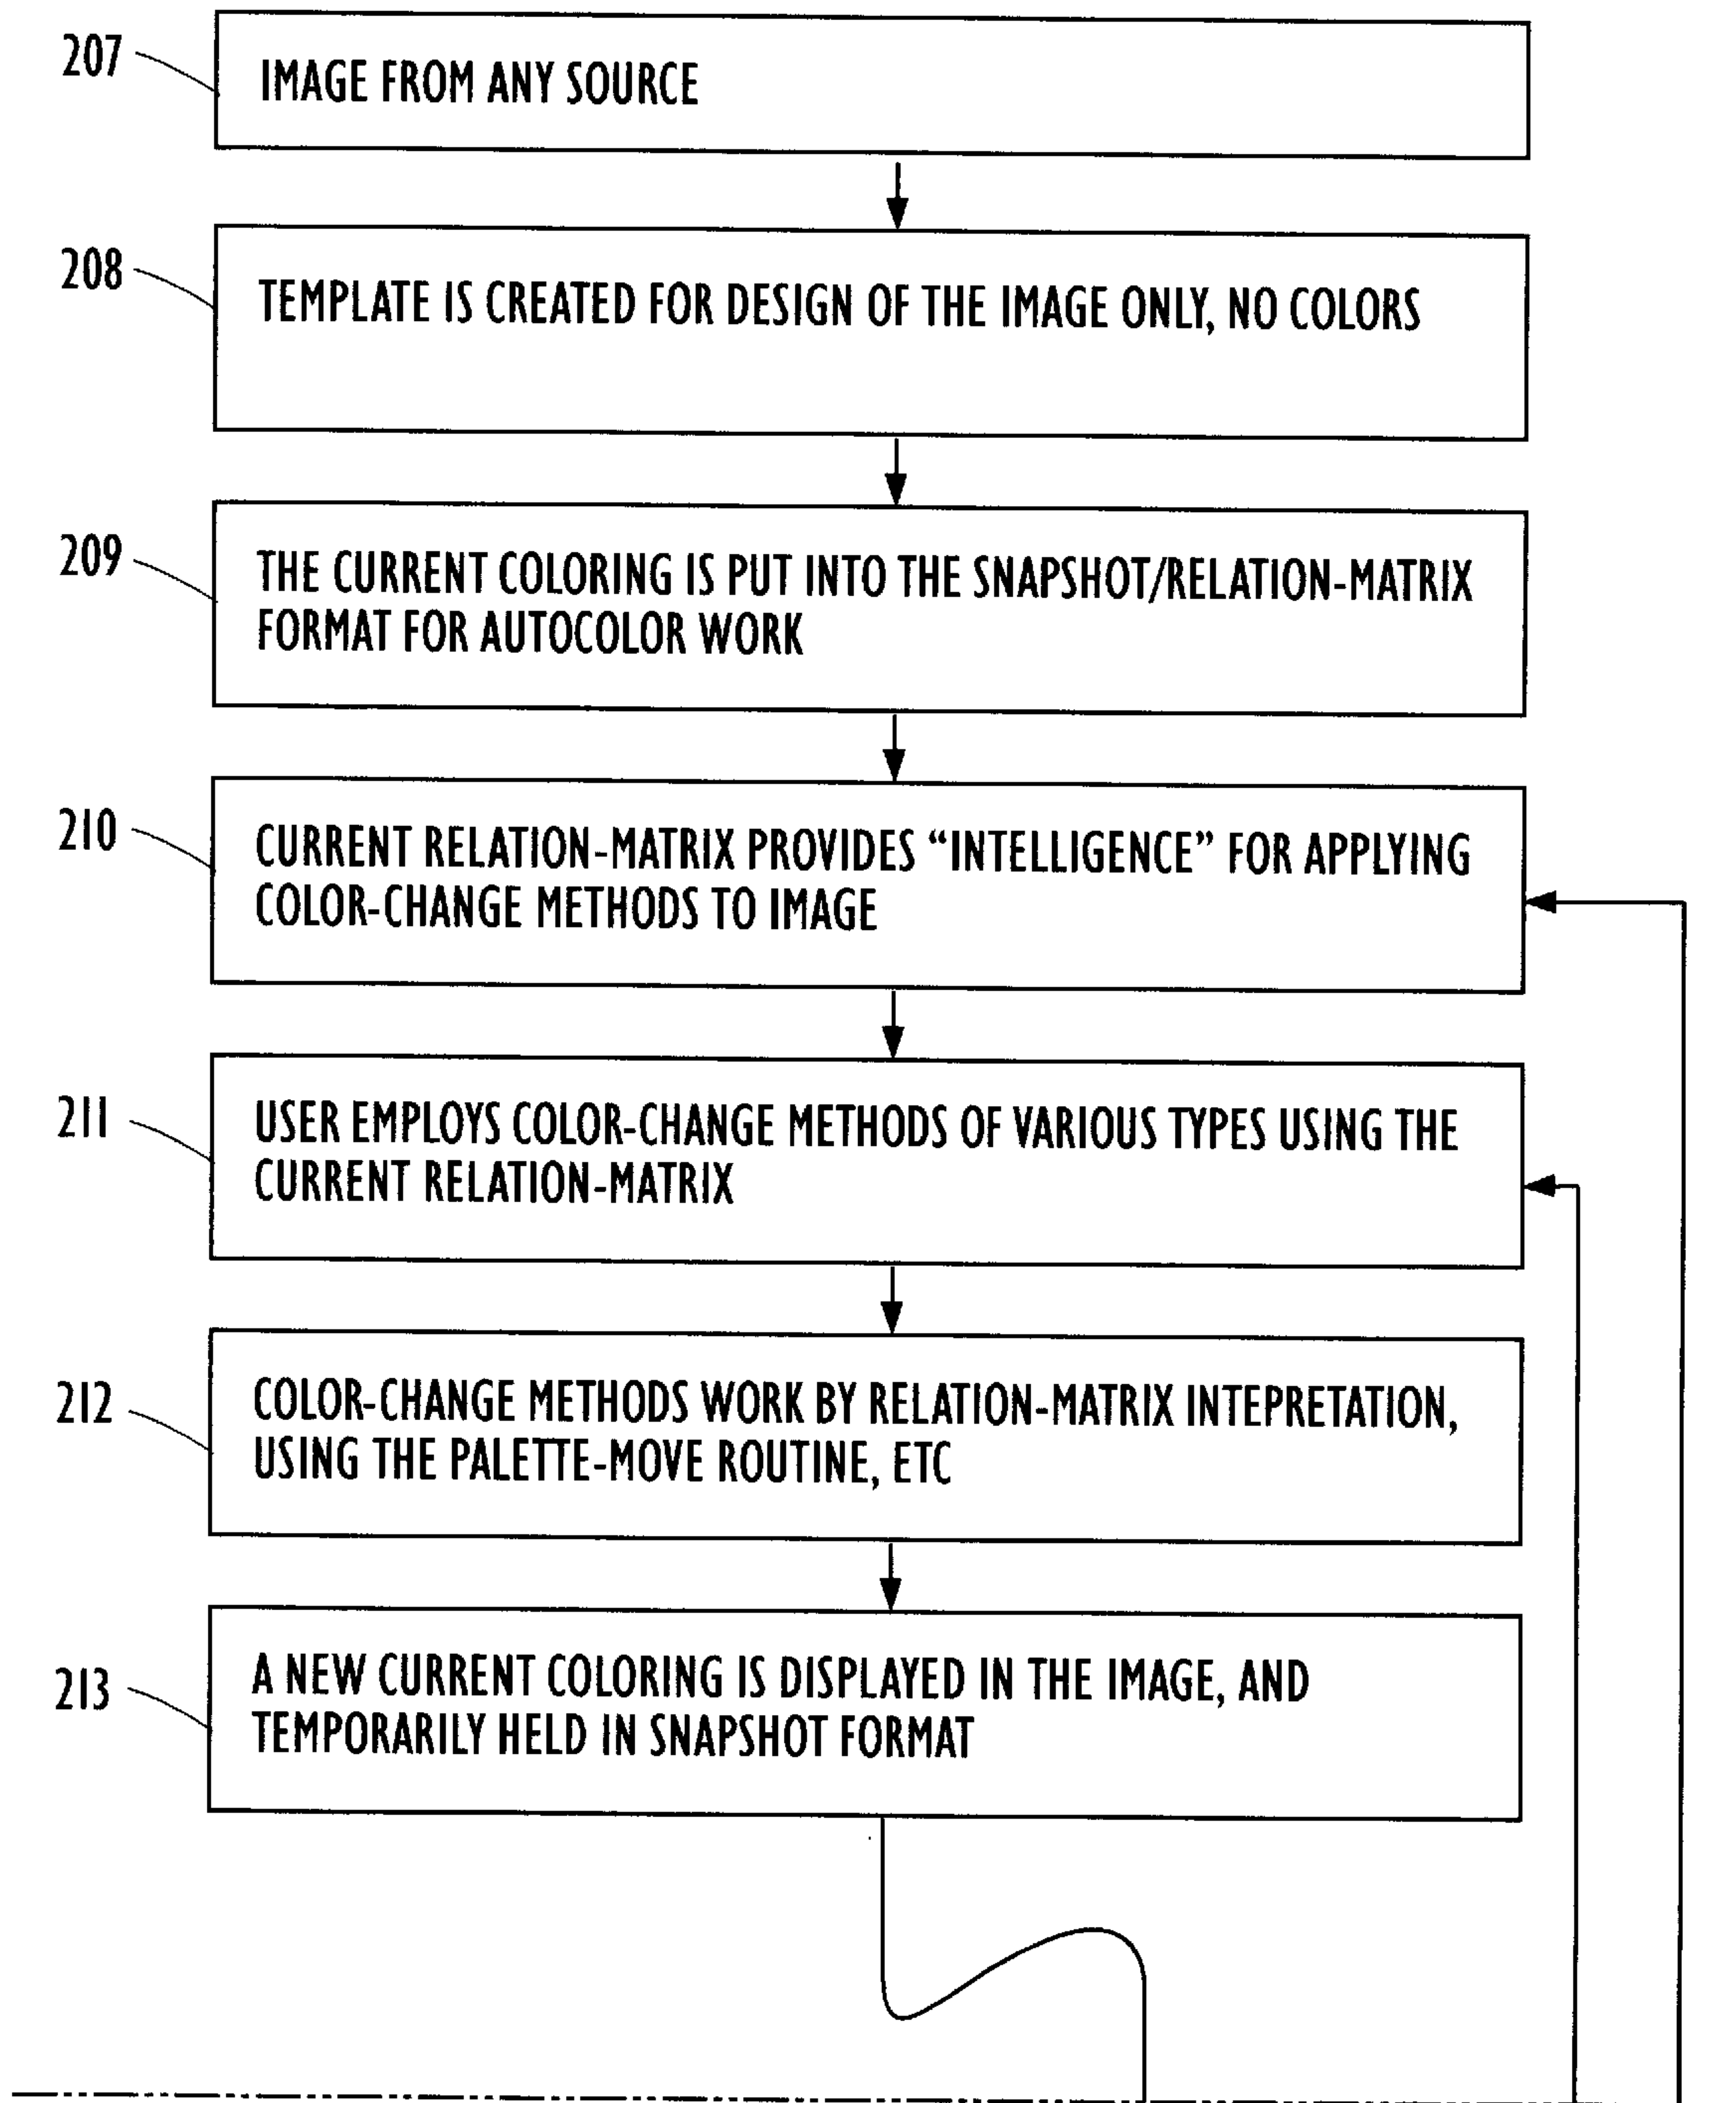 207
IMAGE FROM ANY SOURCE
208
TEMPLATE IS CREATED FOR DESIGN OF THE IMAGE ONLY, NO COLORS
209
THE CURRENT COLORING IS PUT INTO THE SNAPSHOT/RELATION-MATRIX
FORMAT FOR AUTOCOLOR WORK
210
CURRENT RELATION-MATRIX PROVIDES “INTELLIGENCE” FOR APPLYING
COLOR-CHANGE METHODS TO IMAGE
211
USER EMPLOYS COLOR-CHANGE METHODS OF VARIOUS TYPES USING THE
CURRENT RELATION-MATRIX
212
COLOR-CHANGE METHODS WORK BY RELATION-MATRIX INTEPRETATION,
USING THE PALETTE-MOVE ROUTINE, ETC
213
A NEW CURRENT COLORING IS DISPLAYED IN THE IMAGE, AND
TEMPORARILY HELD IN SNAPSHOT FORMAT